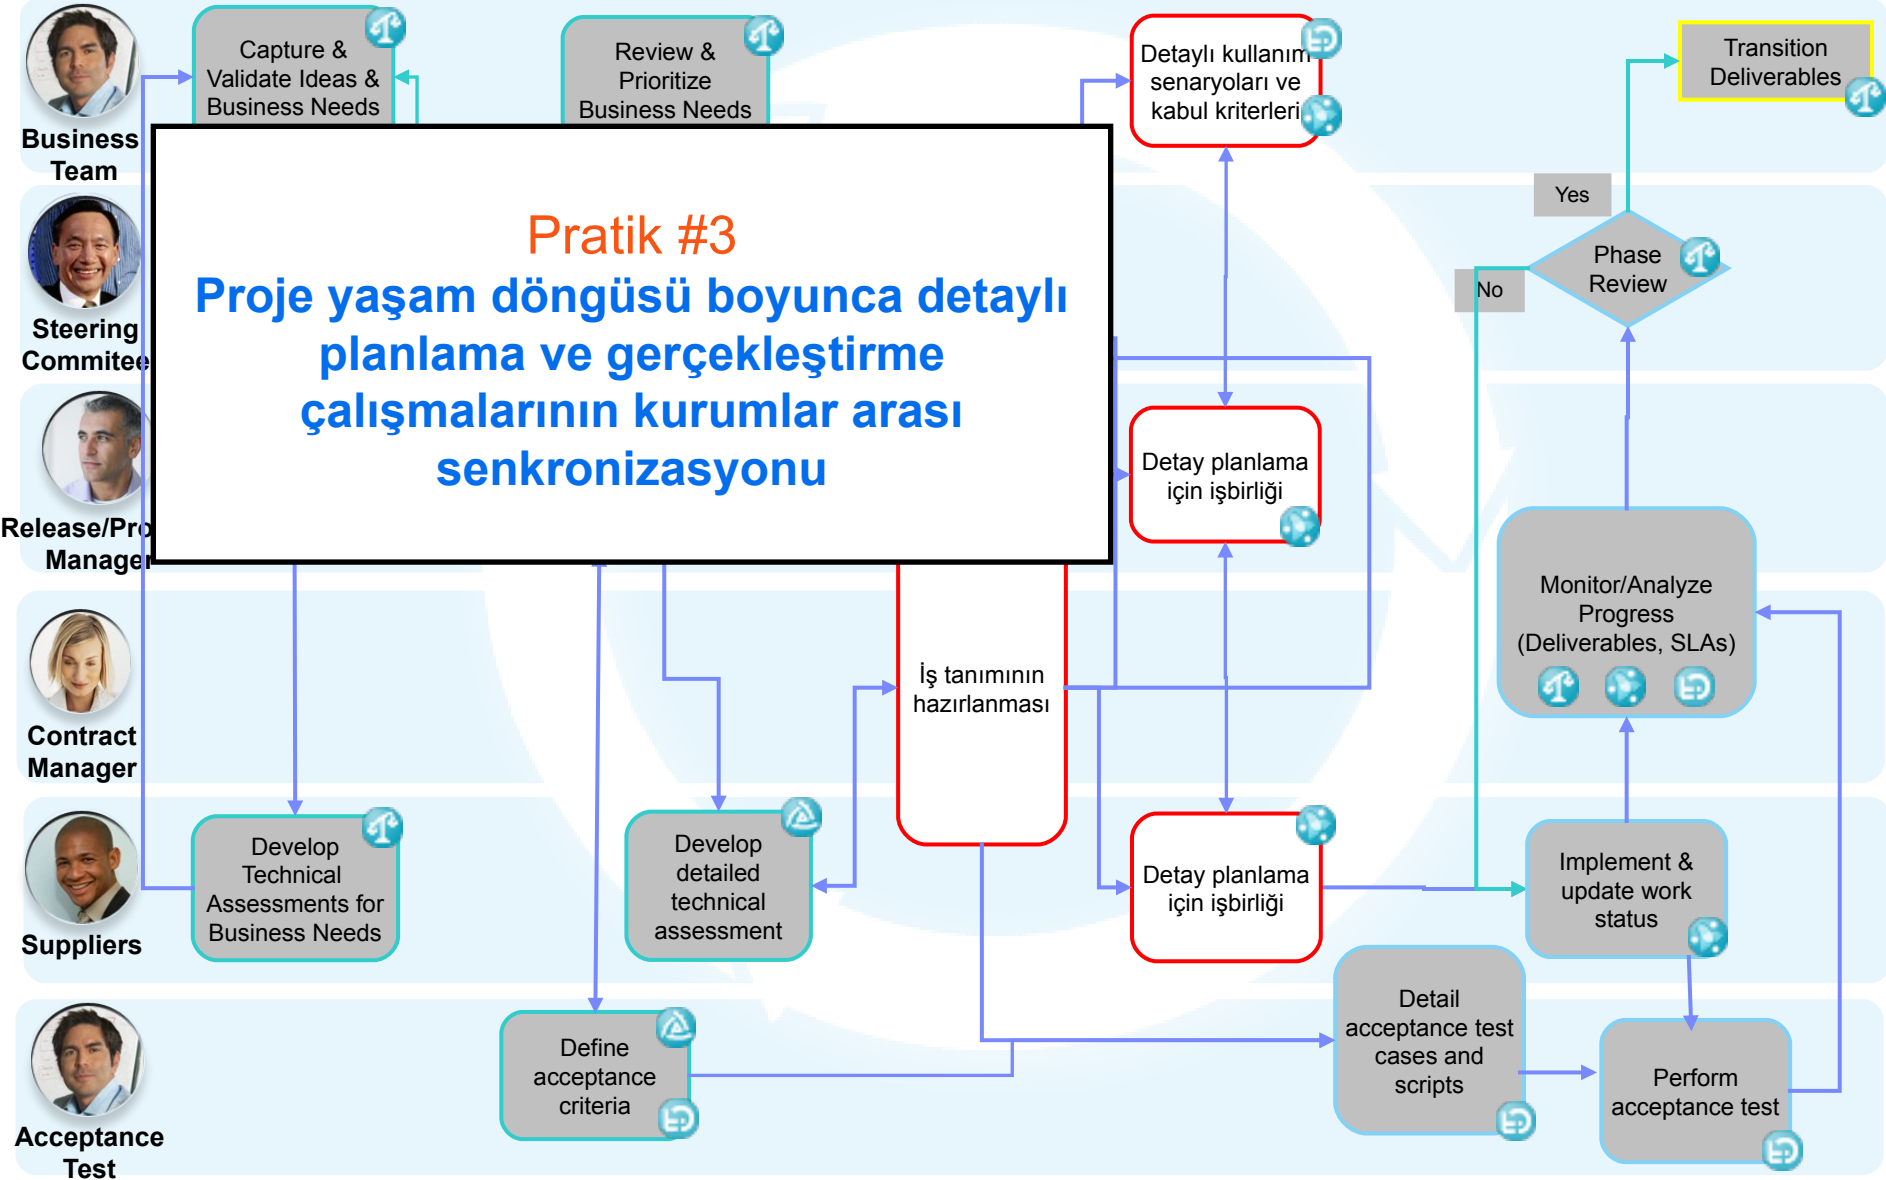 Capture &
Validate Ideas &
Business Needs
Review &
Prioritize
Business Needs
Detaylı kullanım
senaryoları ve
kabul kriterleri
Transition
Deliverables
Business
Team
Pratik #3
Proje yaşam döngüsü boyunca detaylı
planlama ve gerçekleştirme
çalışmalarının kurumlar arası
senkronizasyonu
Yes
Phase
Review
No
Steering
Commitee
Detay planlama
için işbirliği
Release/Pro
Manager
Monitor/Analyze
Progress
(Deliverables, SLAs)
İş tanımının
hazırlanması
Contract
Manager
Develop
Technical
Assessments for
Business Needs
Develop
detailed
technical
assessment
Detay planlama
için işbirliği
Implement &
update work
status
Suppliers
Define
acceptance
criteria
Detail
acceptance test
cases and
scripts
Perform
acceptance test
Acceptance
Test